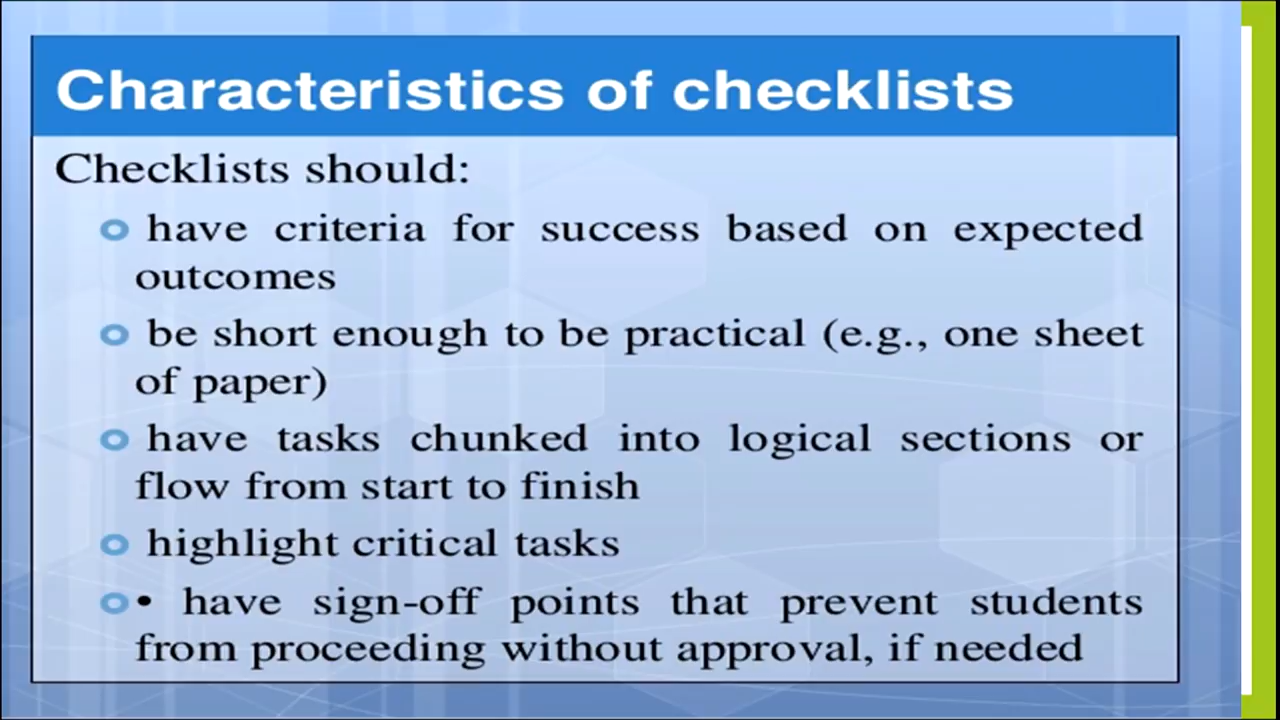 Characteristics of checklists
Checklists should:
have criteria for success based on expected
outcomes
be short enough to be practical (e.g., one sheet
of paper)
have tasks chunked into logical sections or
flow from start to finish
highlight critical tasks
• have sign-off points that prevent students
from proceeding without approval, if needed